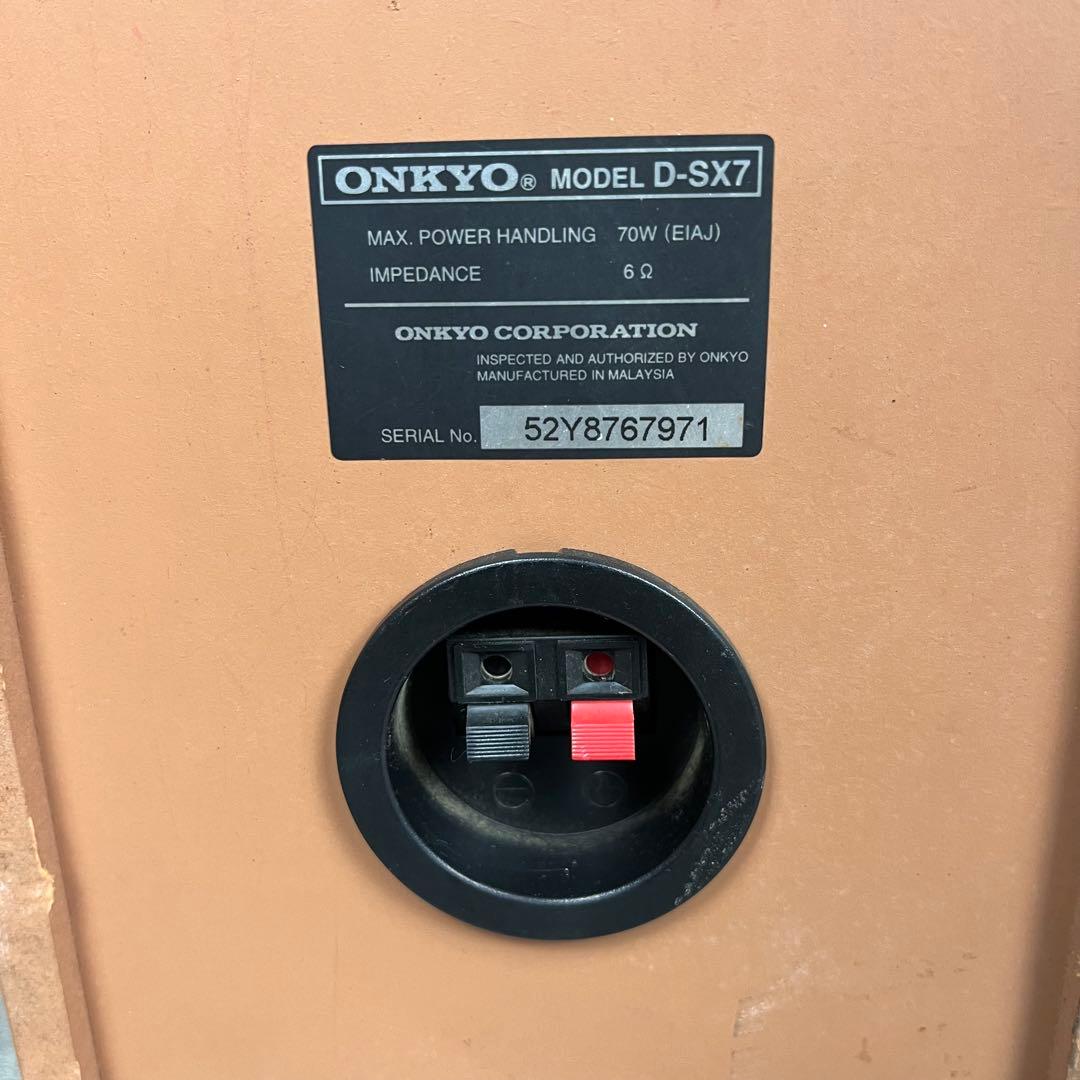 ONKYO® MODEL D-SX7
MAX. POWER HANDLING 70W (EIAJ)
IMPEDANCE 6 Ω
ONKYO CORPORATION
INSPECTED AND AUTHORIZED BY ONKYO
MANUFACTURED IN MALAYSIA
SERIAL No. 52Y8767971